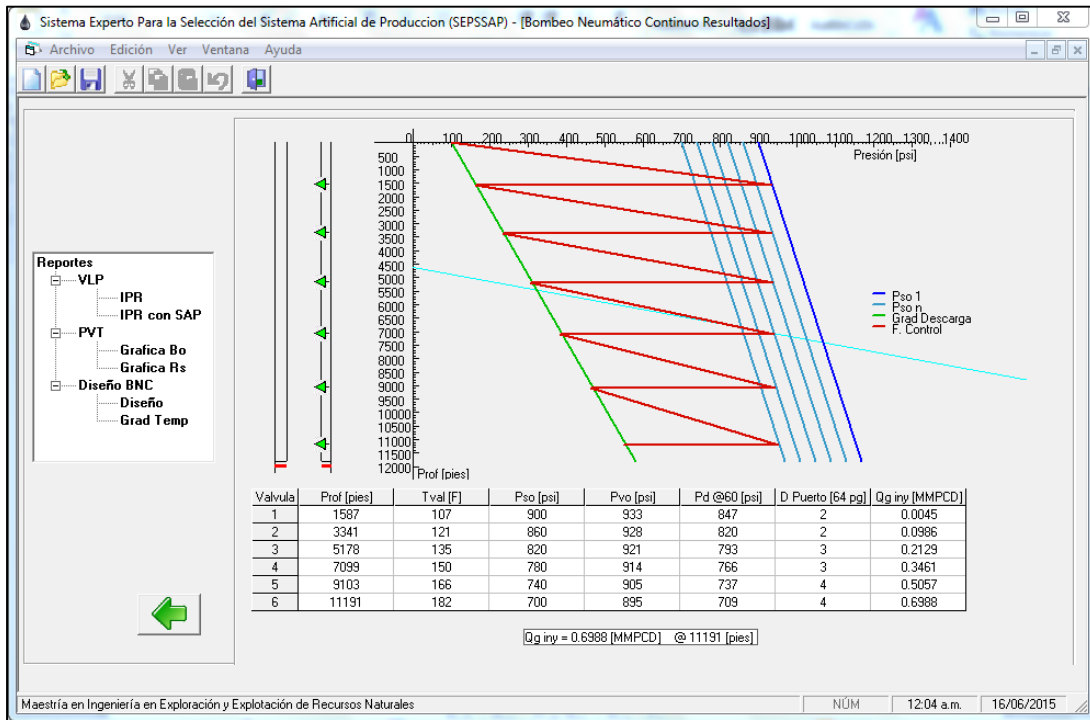 Sistema Experto Para la Selección del Sistema Artificial de Produccion (SEPSSAP) - [Bombeo Neumático Continuo Resultados]
Archivo Edición Ver Ventana Ayuda
Reportes
VLP
IPR
IPR con SAP
PVT
Grafica Bo
Grafica Rs
Diseño BNC
Diseño
Grad Temp
0 100 200 300 400 500 600 700 800 900 1000 1100 1200 1300 1400
Presión [psi]
500
1000
1500
2000
2500
3000
3500
4000
4500
5000
5500
6000
6500
7000
7500
8000
8500
9000
9500
10000
10500
11000
11500
12000
Prof [pies]
Pso 1
Pso n
Grad Descarga
F. Control
Valvula Prof [pies] Tval [F] Pso [psi] Pvo [psi] Pd @60 [psi] D Puerto [64 pg] Qg iny [MMPCD]
1 1587 107 900 933 847 2 0.0045
2 3341 121 860 928 820 2 0.0986
3 5178 135 820 921 793 3 0.2129
4 7099 150 780 914 766 3 0.3461
5 9103 166 740 905 737 4 0.5057
6 11191 182 700 895 709 4 0.6988
Qg iny = 0.6988 [MMPCD] @ 11191 [pies]
Maestría en Ingeniería en Exploración y Explotación de Recursos Naturales NÚM 12:04 a.m. 16/06/2015